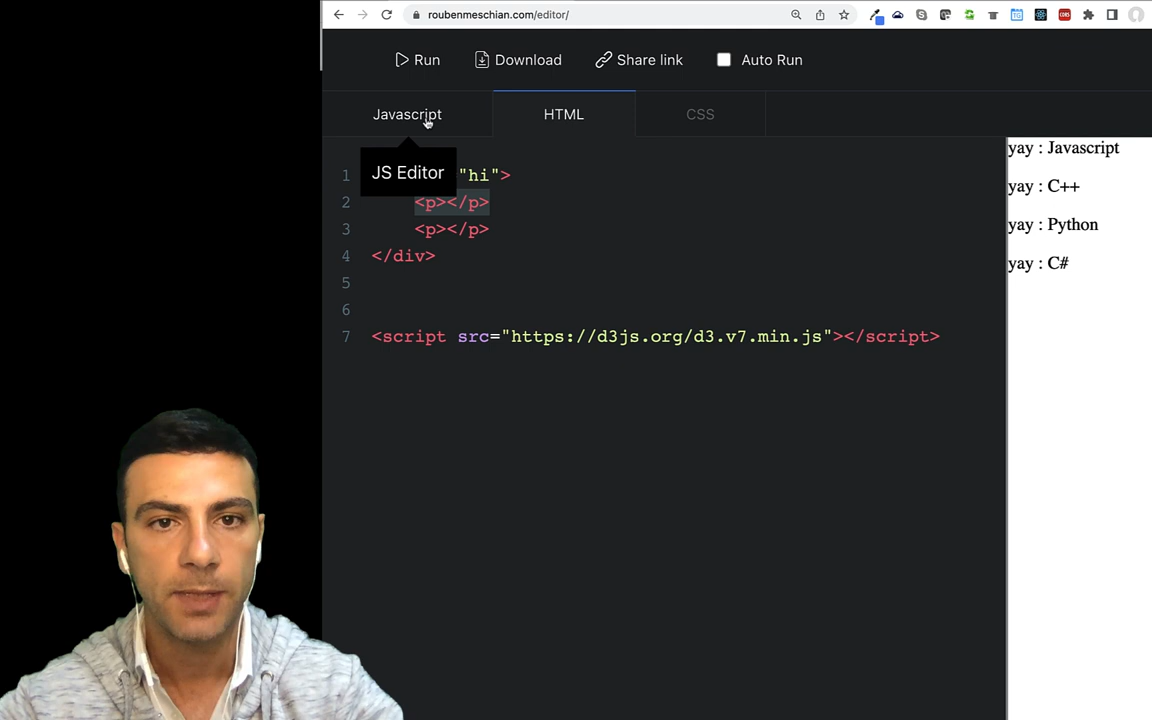 roubenmeschian.com/editor/
Run Download Share link Auto Run
Javascript HTML CSS
JS Editor
1 "hi">
2 <p></p>
3 <p></p>
4 </div>
5
6
7 <script src="https://d3js.org/d3.v7.min.js"></script>
yay : Javascript
yay : C++
yay : Python
yay : C#